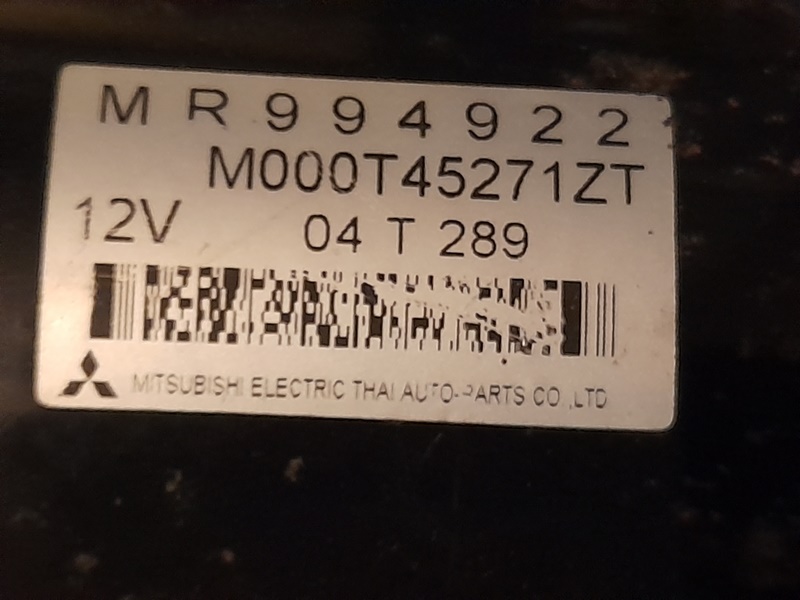 MR994922
M000T45271ZT
12V 04 T 289
MITSUBISHI ELECTRIC THAI AUTO-PARTS CO.,LTD